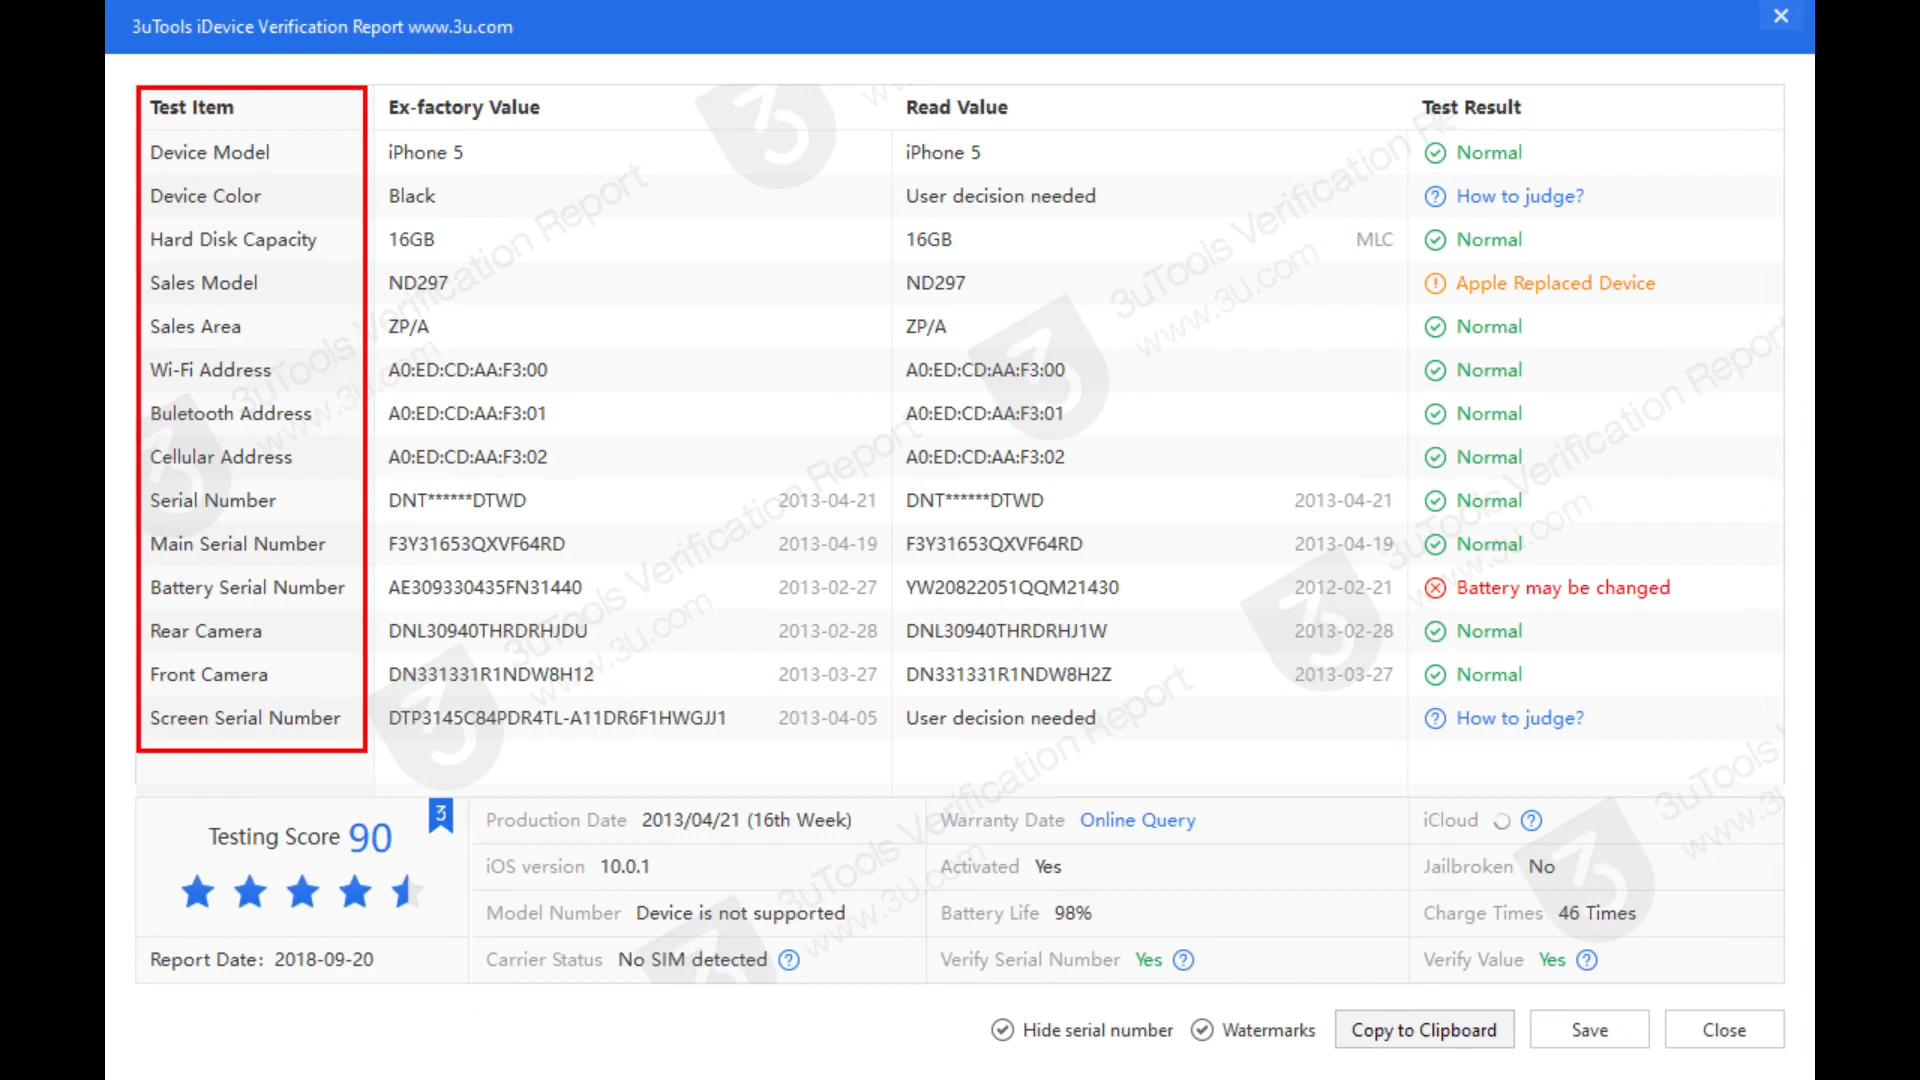 3uTools iDevice Verification Report www.3u.com
Test Item Ex-factory Value Read Value Test Result
Device Model iPhone 5 iPhone 5 Normal
Device Color Black User decision needed How to judge?
Hard Disk Capacity 16GB 16GB MLC Normal
Sales Model ND297 ND297 Apple Replaced Device
Sales Area ZP/A ZP/A Normal
Wi-Fi Address A0:ED:CD:AA:F3:00 A0:ED:CD:AA:F3:00 Normal
Buletooth Address A0:ED:CD:AA:F3:01 A0:ED:CD:AA:F3:01 Normal
Cellular Address A0:ED:CD:AA:F3:02 A0:ED:CD:AA:F3:02 Normal
Serial Number DNT******DTWD 2013-04-21 DNT******DTWD 2013-04-21 Normal
Main Serial Number F3Y31653QXVF64RD 2013-04-19 F3Y31653QXVF64RD 2013-04-19 Normal
Battery Serial Number AE309330435FN31440 2013-02-27 YW20822051QQM21430 2012-02-21 Battery may be changed
Rear Camera DNL30940THRDRHJDU 2013-02-28 DNL30940THRDRHJ1W 2013-02-28 Normal
Front Camera DN331331R1NDW8H12 2013-03-27 DN331331R1NDW8H2Z 2013-03-27 Normal
Screen Serial Number DTP3145C84PDR4TL-A11DR6F1HWGJJ1 2013-04-05 User decision needed How to judge?
Testing Score 90 3
Production Date 2013/04/21 (16th Week) Warranty Date Online Query iCloud
iOS version 10.0.1 Activated Yes Jailbroken No
Model Number Device is not supported Battery Life 98% Charge Times 46 Times
Report Date: 2018-09-20 Carrier Status No SIM detected Verify Serial Number Yes Verify Value Yes
Hide serial number Watermarks Copy to Clipboard Save Close
3uTools Verification Report
www.3u.com